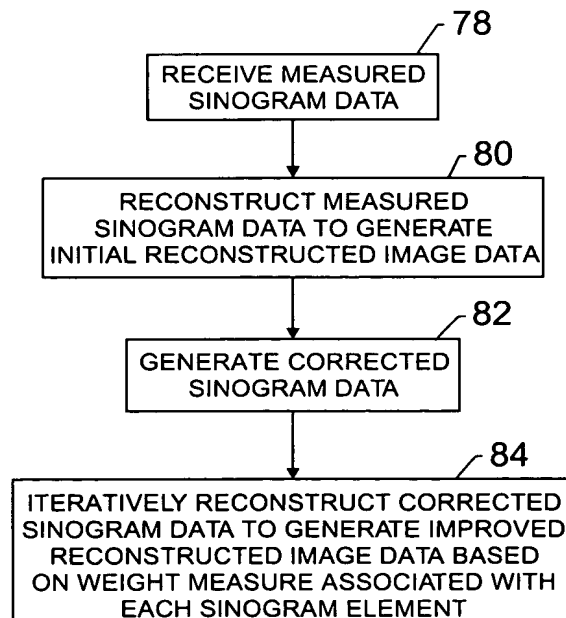 78
RECEIVE MEASURED
SINOGRAM DATA
80
RECONSTRUCT MEASURED
SINOGRAM DATA TO GENERATE
INITIAL RECONSTRUCTED IMAGE DATA
82
GENERATE CORRECTED
SINOGRAM DATA
84
ITERATIVELY RECONSTRUCT CORRECTED
SINOGRAM DATA TO GENERATE IMPROVED
RECONSTRUCTED IMAGE DATA BASED
ON WEIGHT MEASURE ASSOCIATED WITH
EACH SINOGRAM ELEMENT